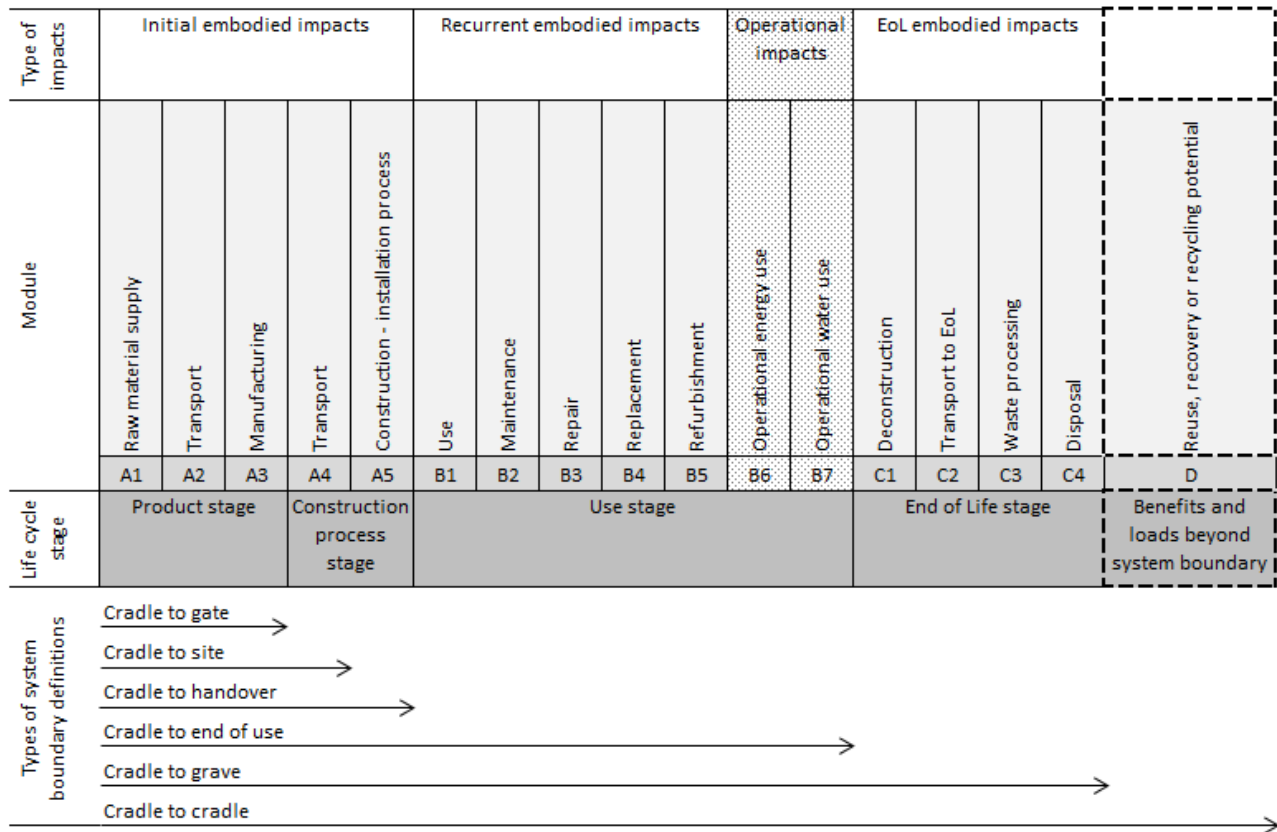 Type of
impacts
Initial embodied impacts
Recurrent embodied impacts
Operational
impacts
EoL embodied impacts
Module
Raw material supply
Transport
Manufacturing
Transport
Construction - installation process
Use
Maintenance
Repair
Replacement
Refurbishment
Operational energy use
Operational water use
Deconstruction
Transport to EoL
Waste processing
Disposal
Reuse, recovery or recycling potential
A1 A2 A3 A4 A5 B1 B2 B3 B4 B5 B6 B7 C1 C2 C3 C4 D
Life cycle
stage
Product stage
Construction
process
stage
Use stage
End of Life stage
Benefits and
loads beyond
system boundary
Types of system
boundary definitions
Cradle to gate
Cradle to site
Cradle to handover
Cradle to end of use
Cradle to grave
Cradle to cradle